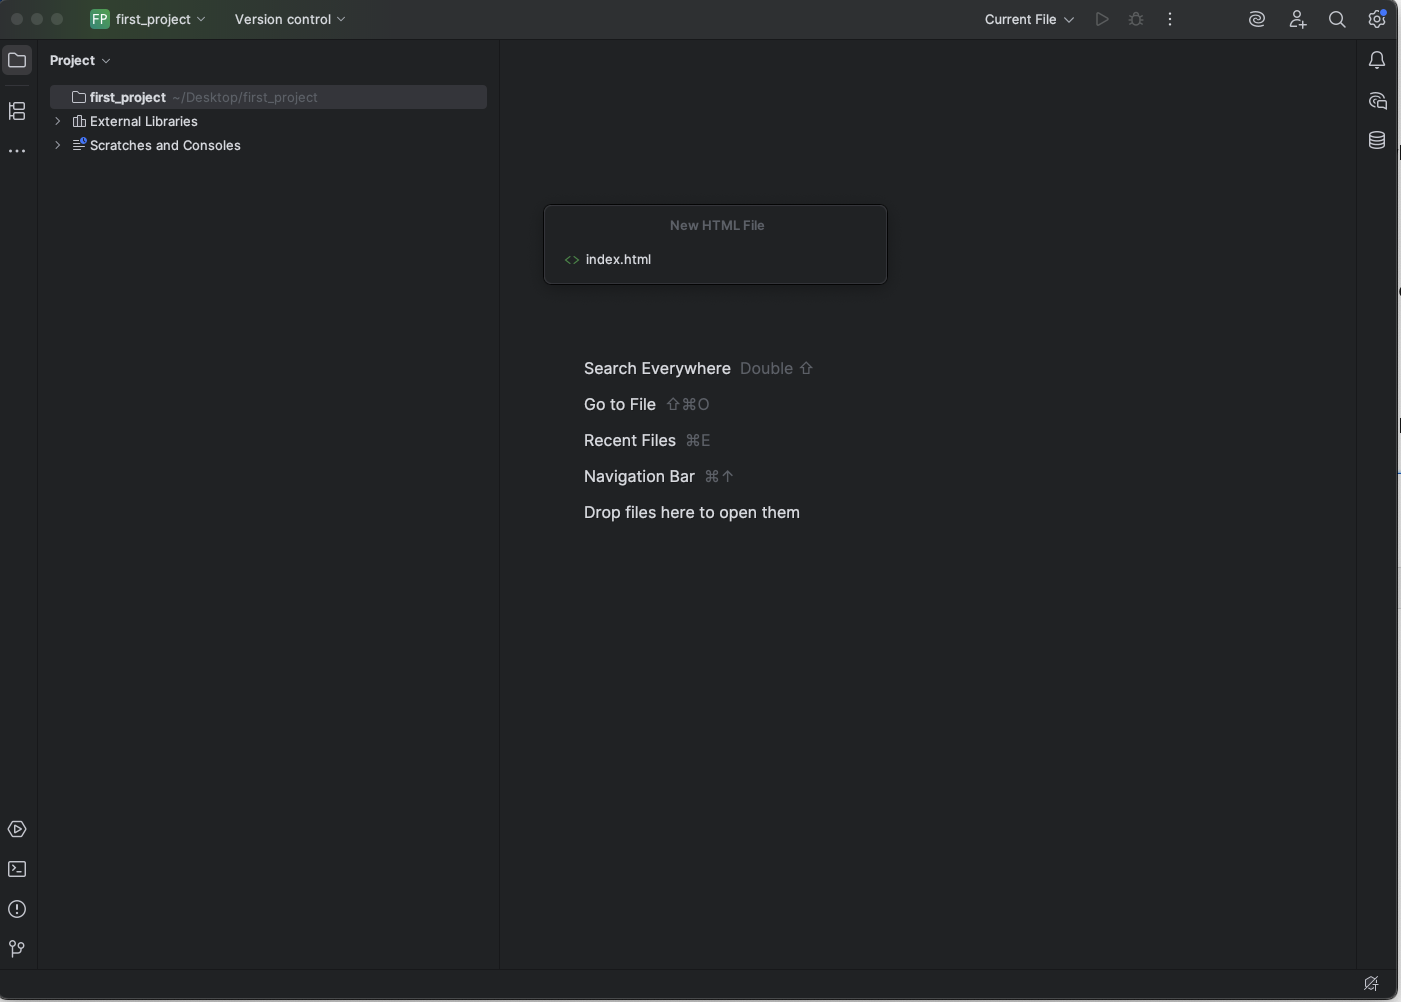 FP first_project Version control Current File
Project
first_project ~/Desktop/first_project
External Libraries
Scratches and Consoles
New HTML File
<> index.html
Search Everywhere Double ⇧
Go to File ⇧⌘O
Recent Files ⌘E
Navigation Bar ⌘↑
Drop files here to open them